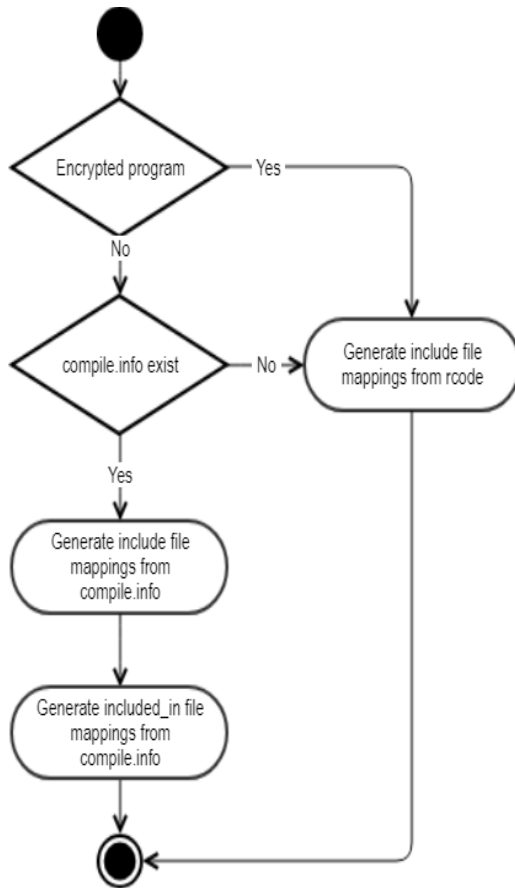 Encrypted program
Yes
No
compile.info exist
No
Generate include file
mappings from rcode
Yes
Generate include file
mappings from
compile.info
Generate included_in file
mappings from
compile.info